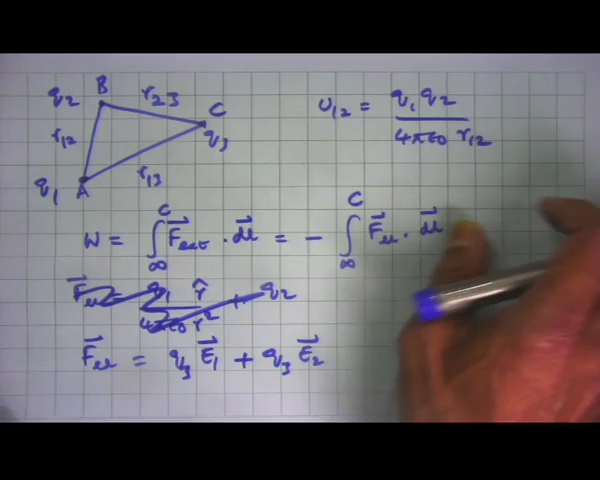 B
q2 r23 C
q3
r12
q1 A r13
U12 = q1 q2 / 4πε0 r12
W = ∫∞^C F⃗ext · dl⃗ = - ∫∞^C F⃗el · dl⃗
F⃗el = q3 E⃗1 + q3 E⃗2